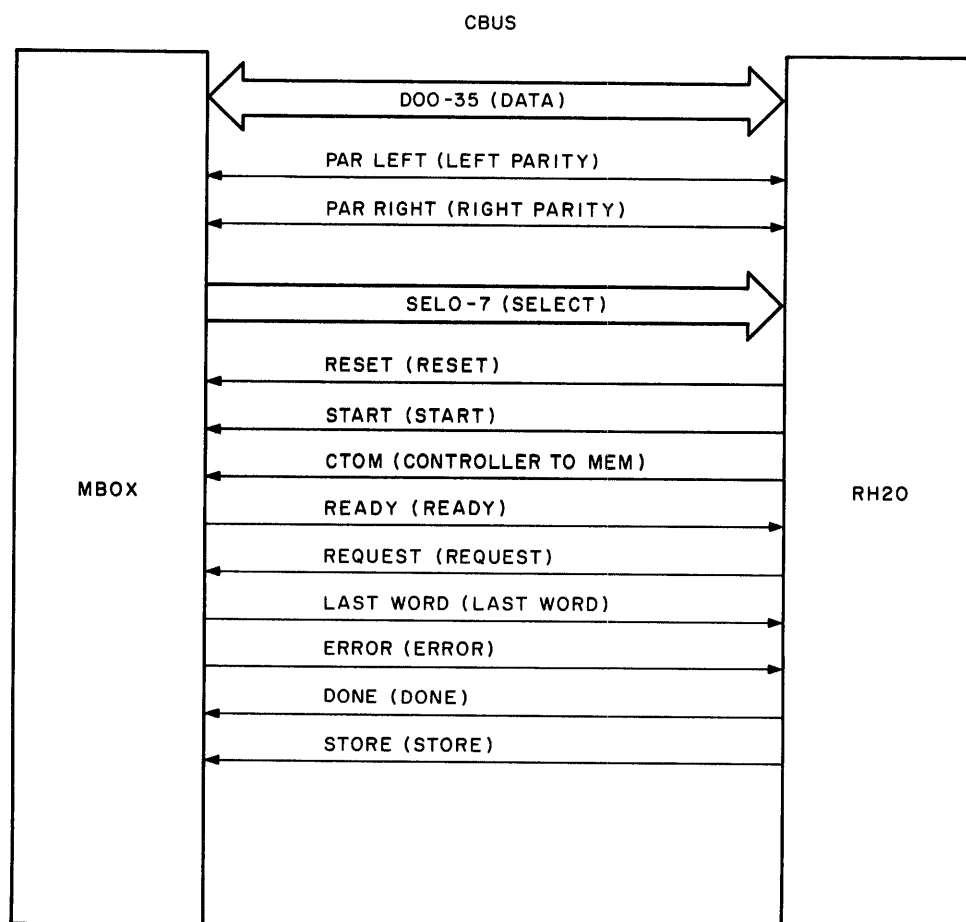 CBUS
D00-35 (DATA)
PAR LEFT (LEFT PARITY)
PAR RIGHT (RIGHT PARITY)
SEL0-7 (SELECT)
RESET (RESET)
START (START)
CTOM (CONTROLLER TO MEM)
MBOX
RH20
READY (READY)
REQUEST (REQUEST)
LAST WORD (LAST WORD)
ERROR (ERROR)
DONE (DONE)
STORE (STORE)